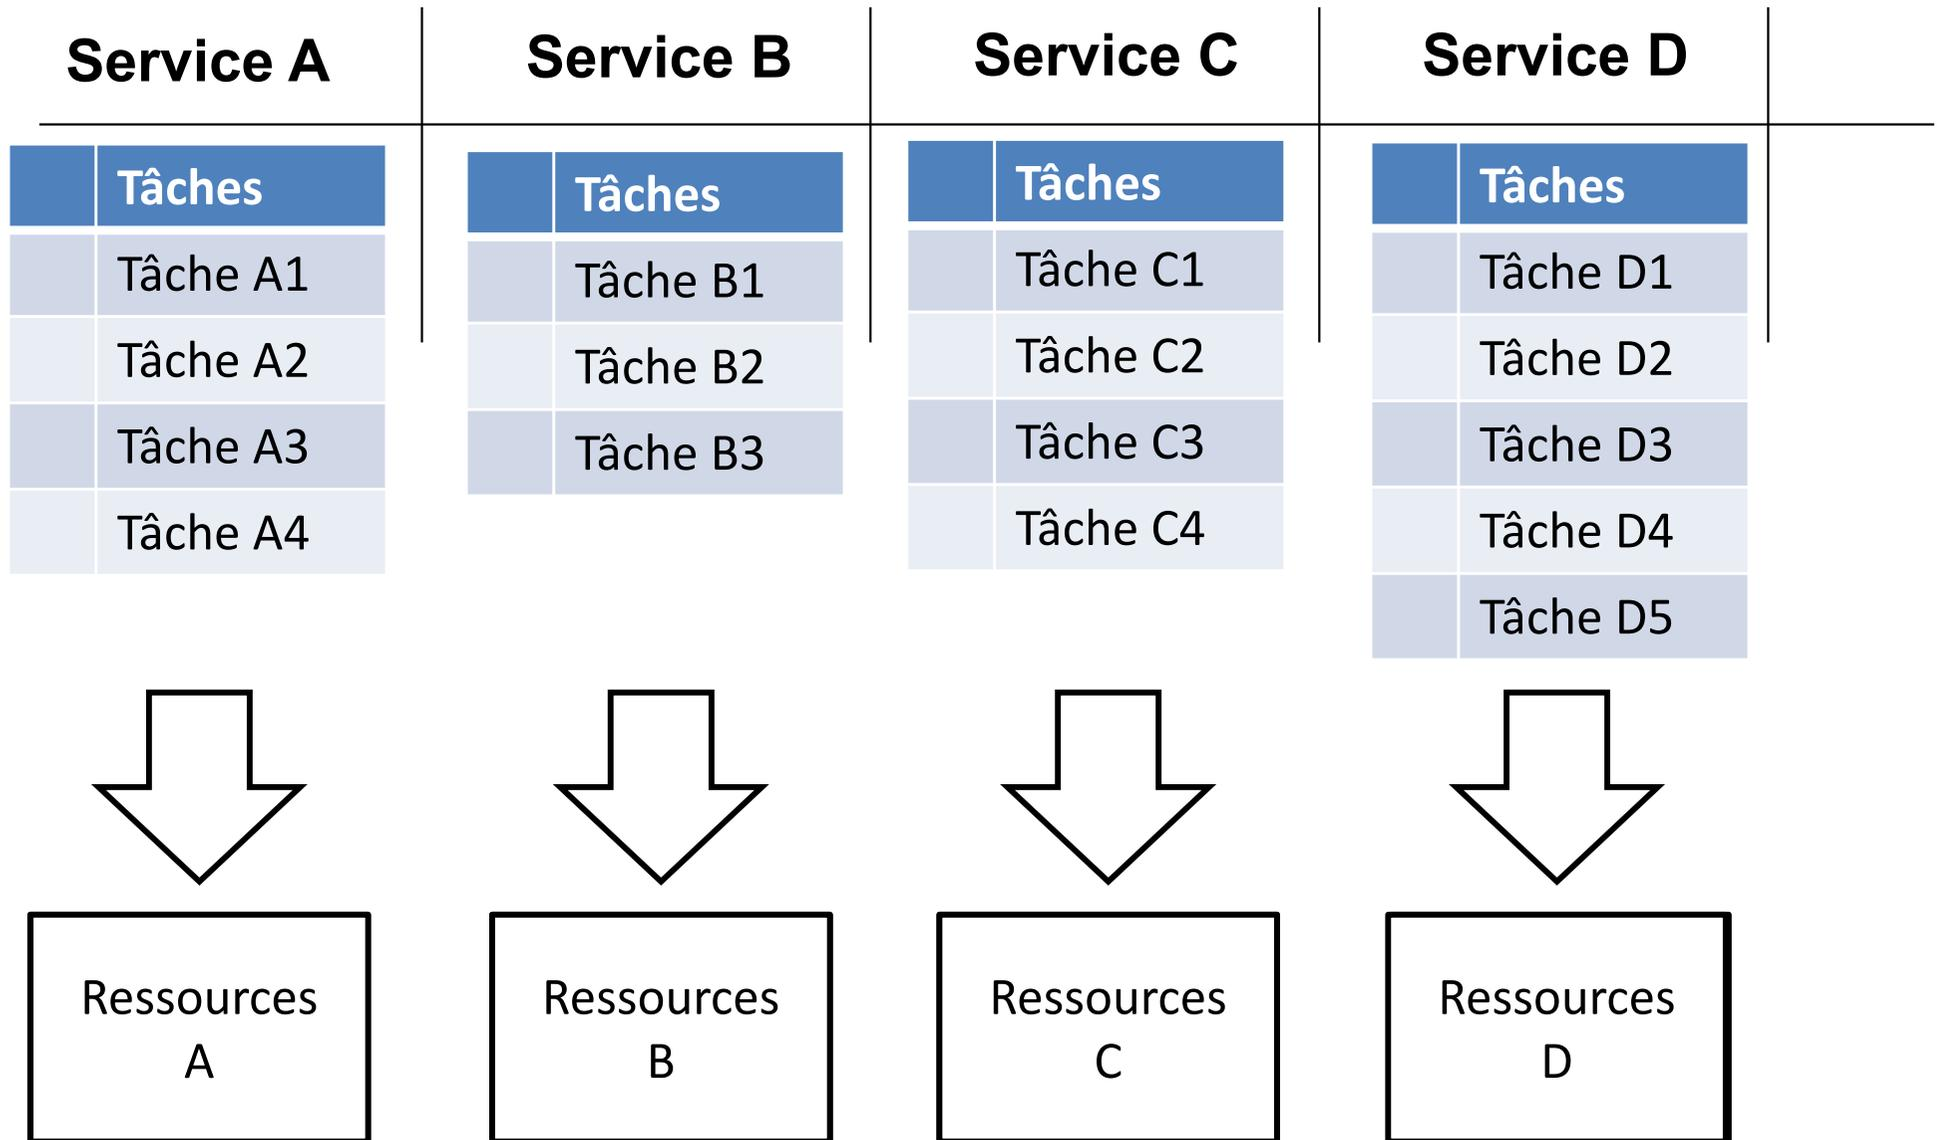 Service A
Service B
Service C
Service D
Tâches
Tâche A1
Tâche A2
Tâche A3
Tâche A4
Tâches
Tâche B1
Tâche B2
Tâche B3
Tâches
Tâche C1
Tâche C2
Tâche C3
Tâche C4
Tâches
Tâche D1
Tâche D2
Tâche D3
Tâche D4
Tâche D5
Ressources
A
Ressources
B
Ressources
C
Ressources
D